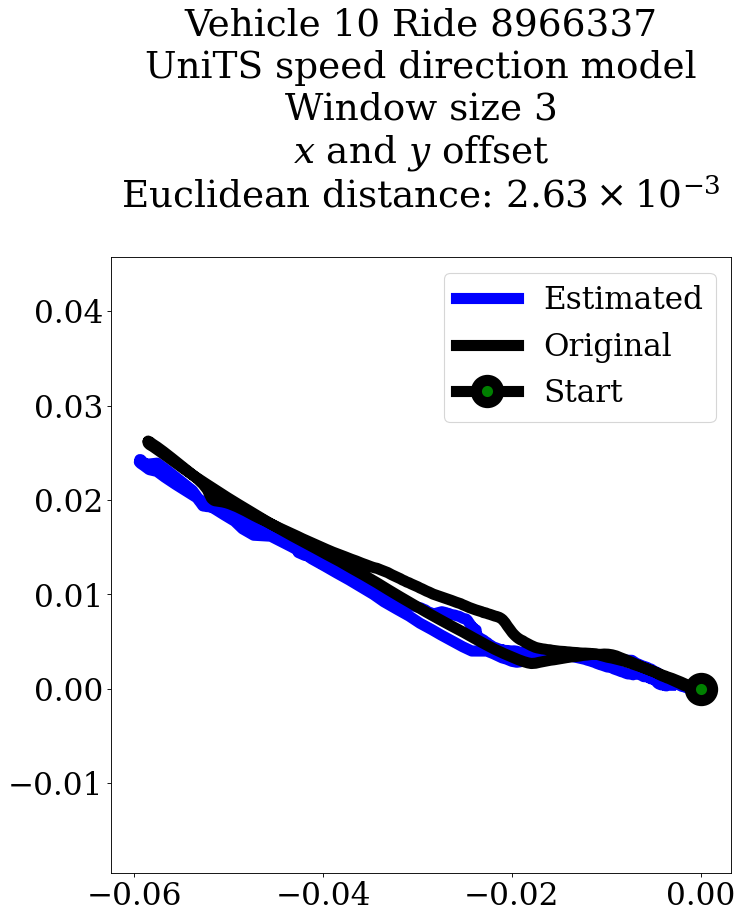 Vehicle 10 Ride 8966337
UniTS speed direction model
Window size 3
x and y offset
Euclidean distance: 2.63 × 10⁻³
Estimated
Original
Start
0.04
0.03
0.02
0.01
0.00
−0.01
−0.06 −0.04 −0.02 0.00